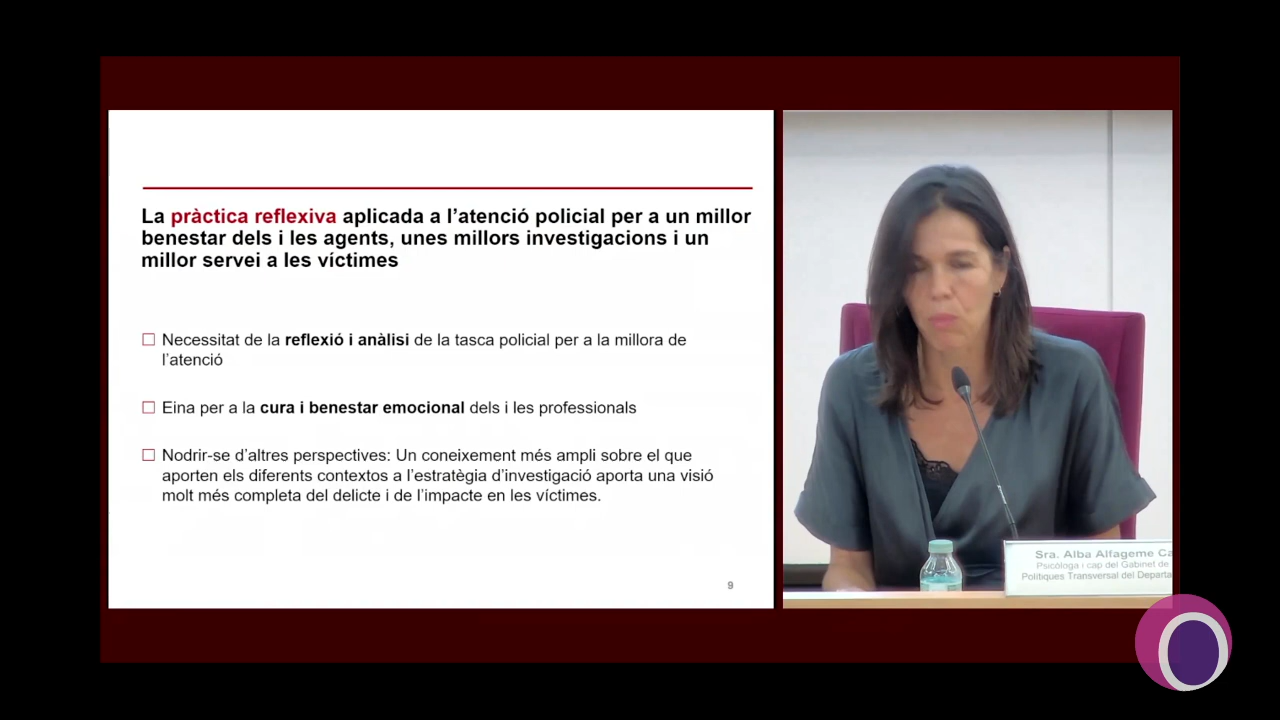 La pràctica reflexiva aplicada a l’atenció policial per a un millor
benestar dels i les agents, unes millors investigacions i un
millor servei a les víctimes
Necessitat de la reflexió i anàlisi de la tasca policial per a la millora de
l’atenció
Eina per a la cura i benestar emocional dels i les professionals
Nodrir-se d’altres perspectives: Un coneixement més ampli sobre el que
aporten els diferents contextos a l’estratègia d’investigació aporta una visió
molt més completa del delicte i de l’impacte en les víctimes.
9
Sra. Alba Alfageme Ca
Psicòloga i cap del Gabinet de
Polítiques Transversal del Departa